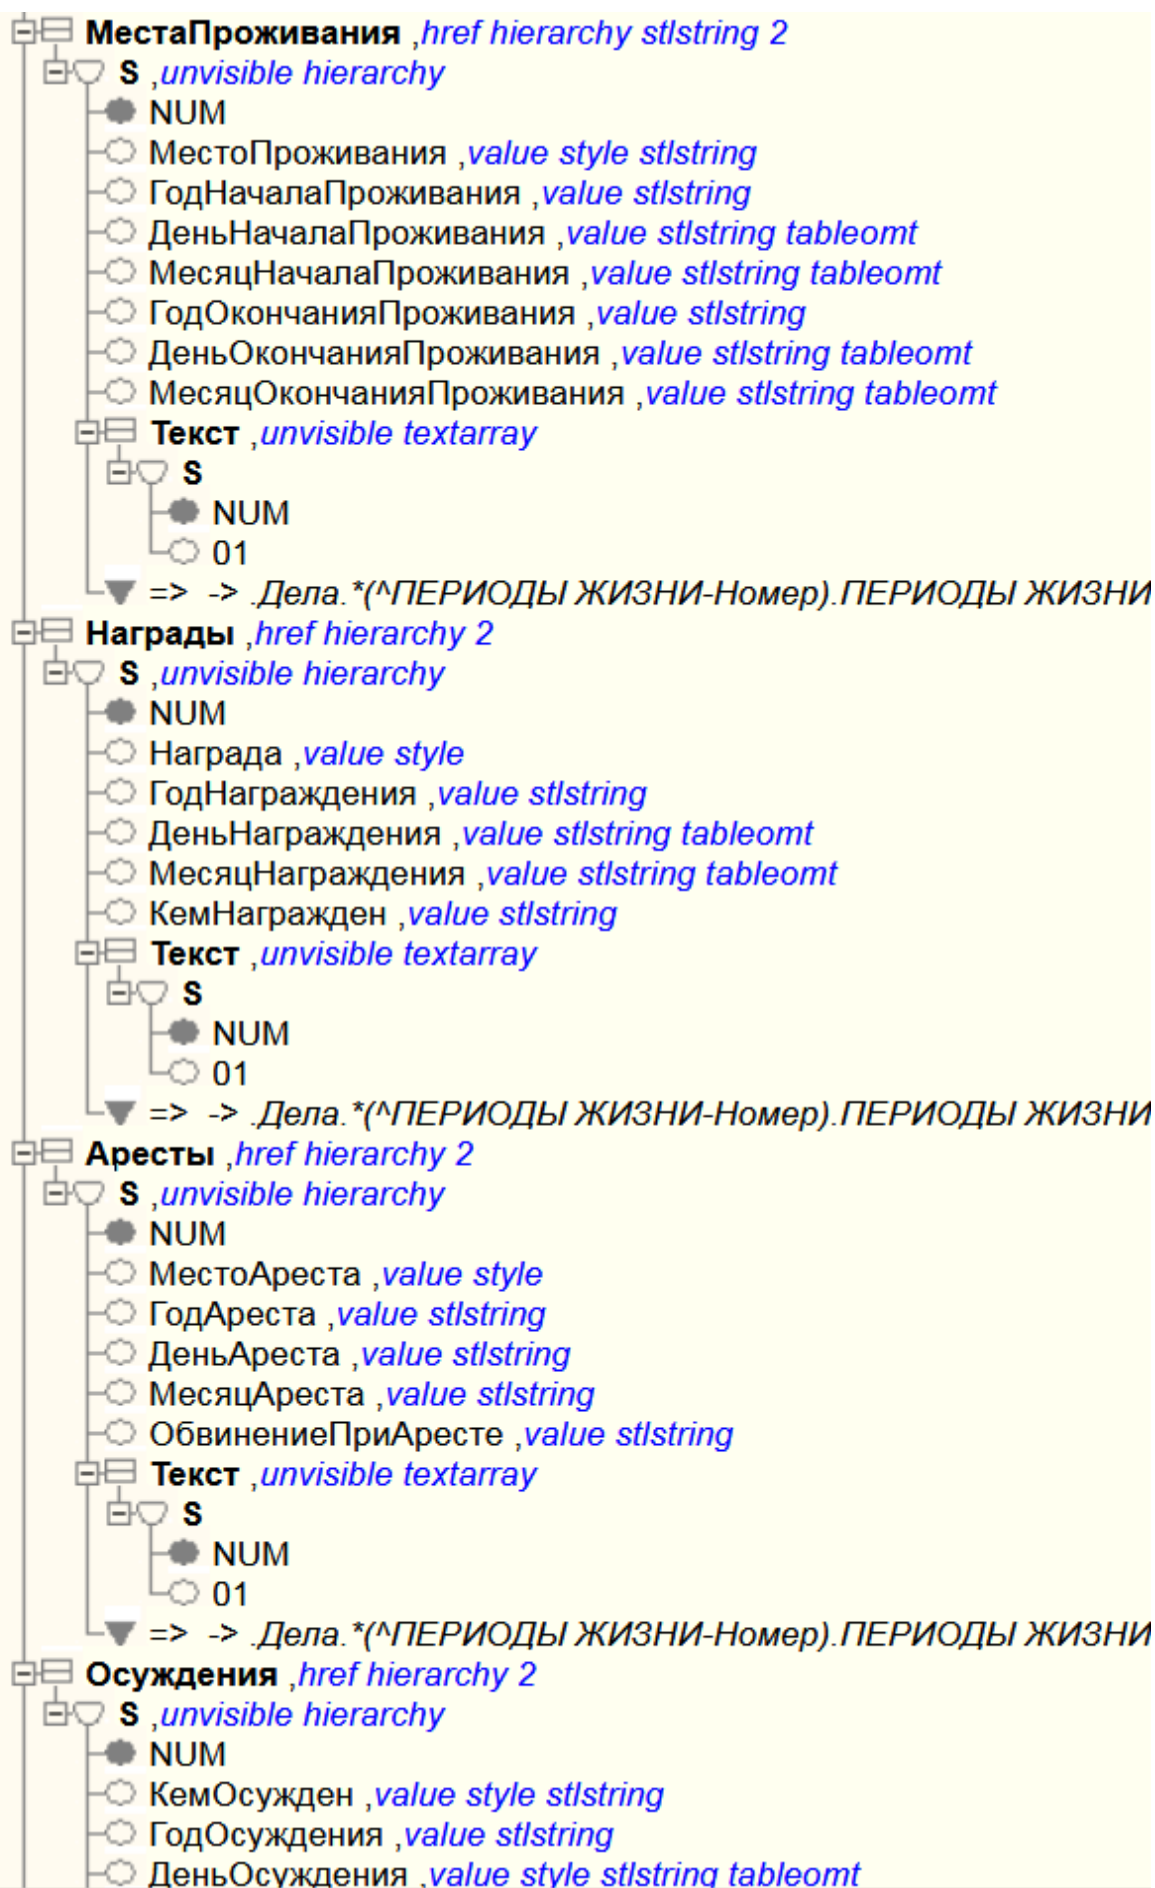 МестаПроживания ,href hierarchy stlstring 2
S ,unvisible hierarchy
NUM
МестоПроживания ,value style stlstring
ГодНачалаПроживания ,value stlstring
ДеньНачалаПроживания ,value stlstring tableomt
МесяцНачалаПроживания ,value stlstring tableomt
ГодОкончанияПроживания ,value stlstring
ДеньОкончанияПроживания ,value stlstring tableomt
МесяцОкончанияПроживания ,value stlstring tableomt
Текст ,unvisible textarray
S
NUM
01
=> -> .Дела.*(^ПЕРИОДЫ ЖИЗНИ-Номер).ПЕРИОДЫ ЖИЗНИ
Награды ,href hierarchy 2
S ,unvisible hierarchy
NUM
Награда ,value style
ГодНаграждения ,value stlstring
ДеньНаграждения ,value stlstring tableomt
МесяцНаграждения ,value stlstring tableomt
КемНагражден ,value stlstring
Текст ,unvisible textarray
S
NUM
01
=> -> .Дела.*(^ПЕРИОДЫ ЖИЗНИ-Номер).ПЕРИОДЫ ЖИЗНИ
Аресты ,href hierarchy 2
S ,unvisible hierarchy
NUM
МестоАреста ,value style
ГодАреста ,value stlstring
ДеньАреста ,value stlstring
МесяцАреста ,value stlstring
ОбвинениеПриАресте ,value stlstring
Текст ,unvisible textarray
S
NUM
01
=> -> .Дела.*(^ПЕРИОДЫ ЖИЗНИ-Номер).ПЕРИОДЫ ЖИЗНИ
Осуждения ,href hierarchy 2
S ,unvisible hierarchy
NUM
КемОсужден ,value style stlstring
ГодОсуждения ,value stlstring
ДеньОсуждения ,value style stlstring tableomt